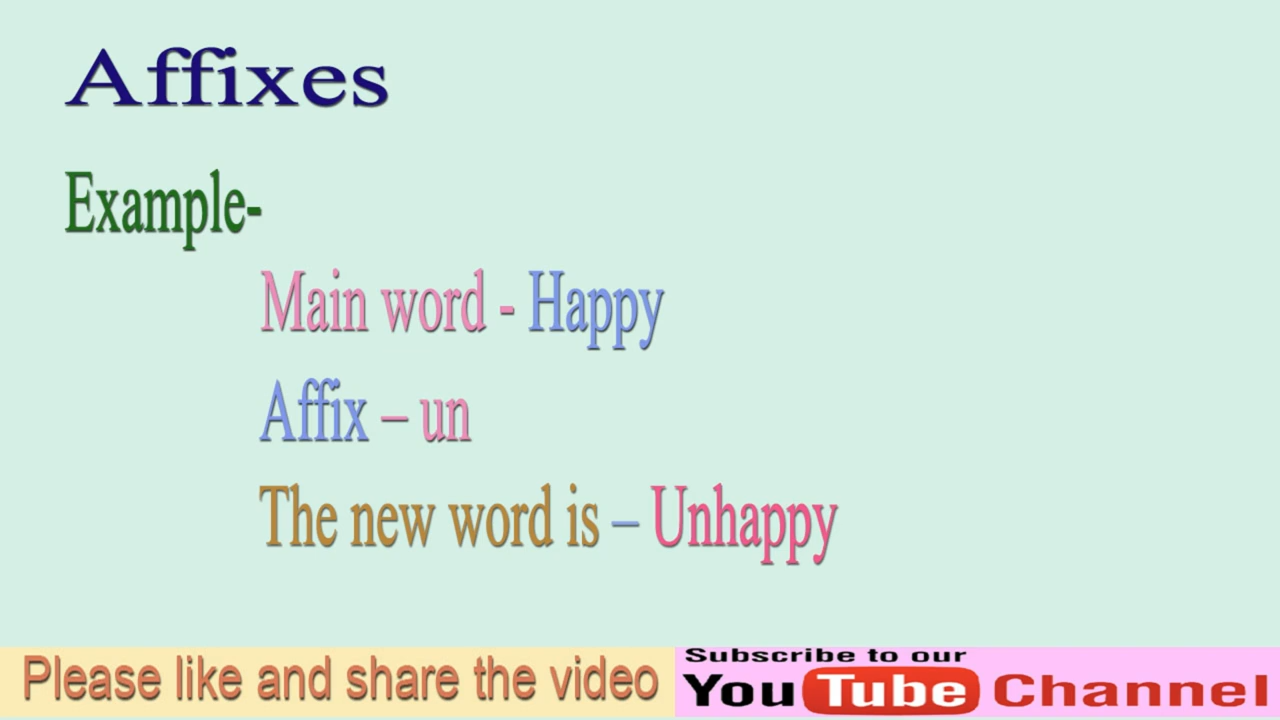 Affixes
Example-
Main word - Happy
Affix – un
The new word is – Unhappy
Please like and share the video
Subscribe to our
YouTube Channel